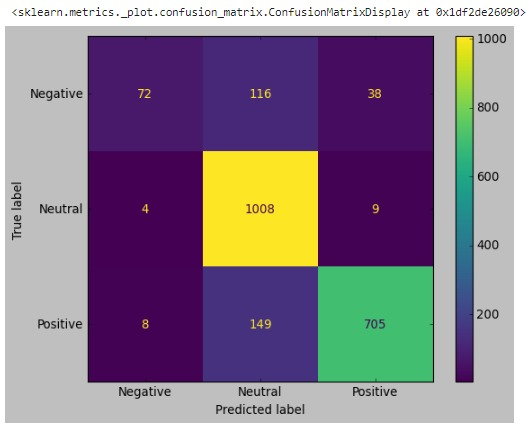 <sklearn.metrics._plot.confusion_matrix.ConfusionMatrixDisplay at 0x1df2de26090>
1000
Negative 72 116 38
800
True label
Neutral 4 1008 9
600
400
Positive 8 149 705
200
Negative Neutral Positive
Predicted label